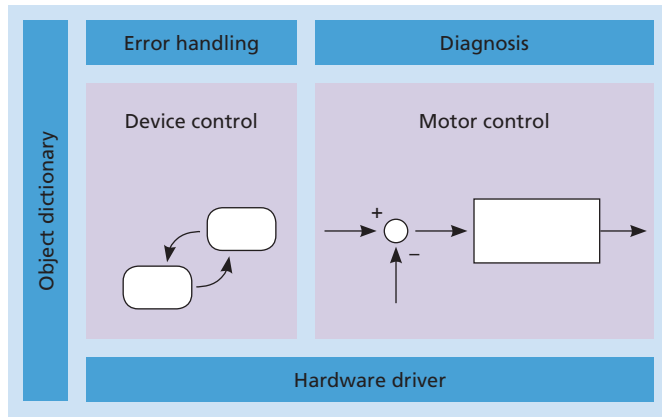 Object dictionary
Error handling
Diagnosis
Device control
Motor control
+
−
Hardware driver